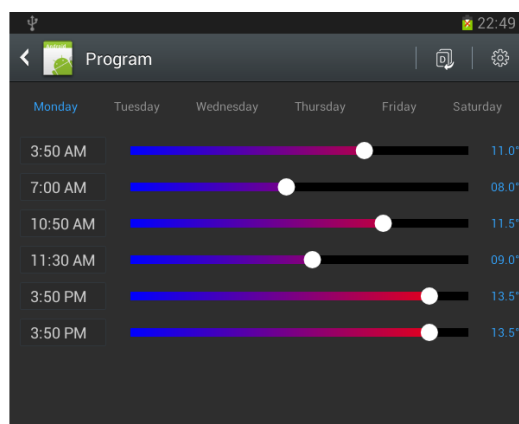 22:49
Program
Monday Tuesday Wednesday Thursday Friday Saturday
3:50 AM 11.0°
7:00 AM 08.0°
10:50 AM 11.5°
11:30 AM 09.0°
3:50 PM 13.5°
3:50 PM 13.5°